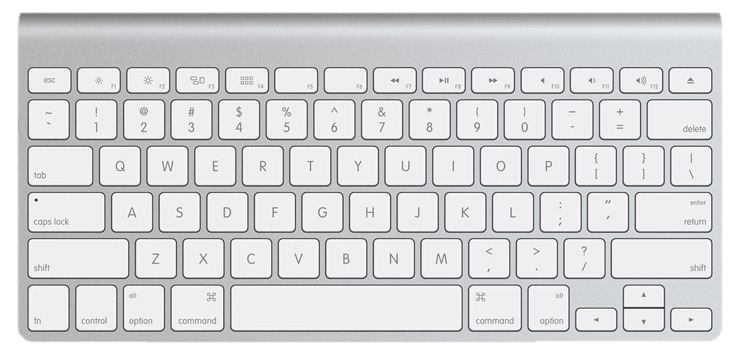 esc F1 F2 F3 F4 F5 F6 F7 F8 F9 F10 F11 F12
~ ! @ # $ % ^ & * ( ) — +
` 1 2 3 4 5 6 7 8 9 0 - = delete
tab Q W E R T Y U I O P { [ } ] | \
caps lock A S D F G H J K L : ; " ' enter return
shift Z X C V B N M < , > . ? / shift
alt ⌘ ⌘ alt
fn control option command command option